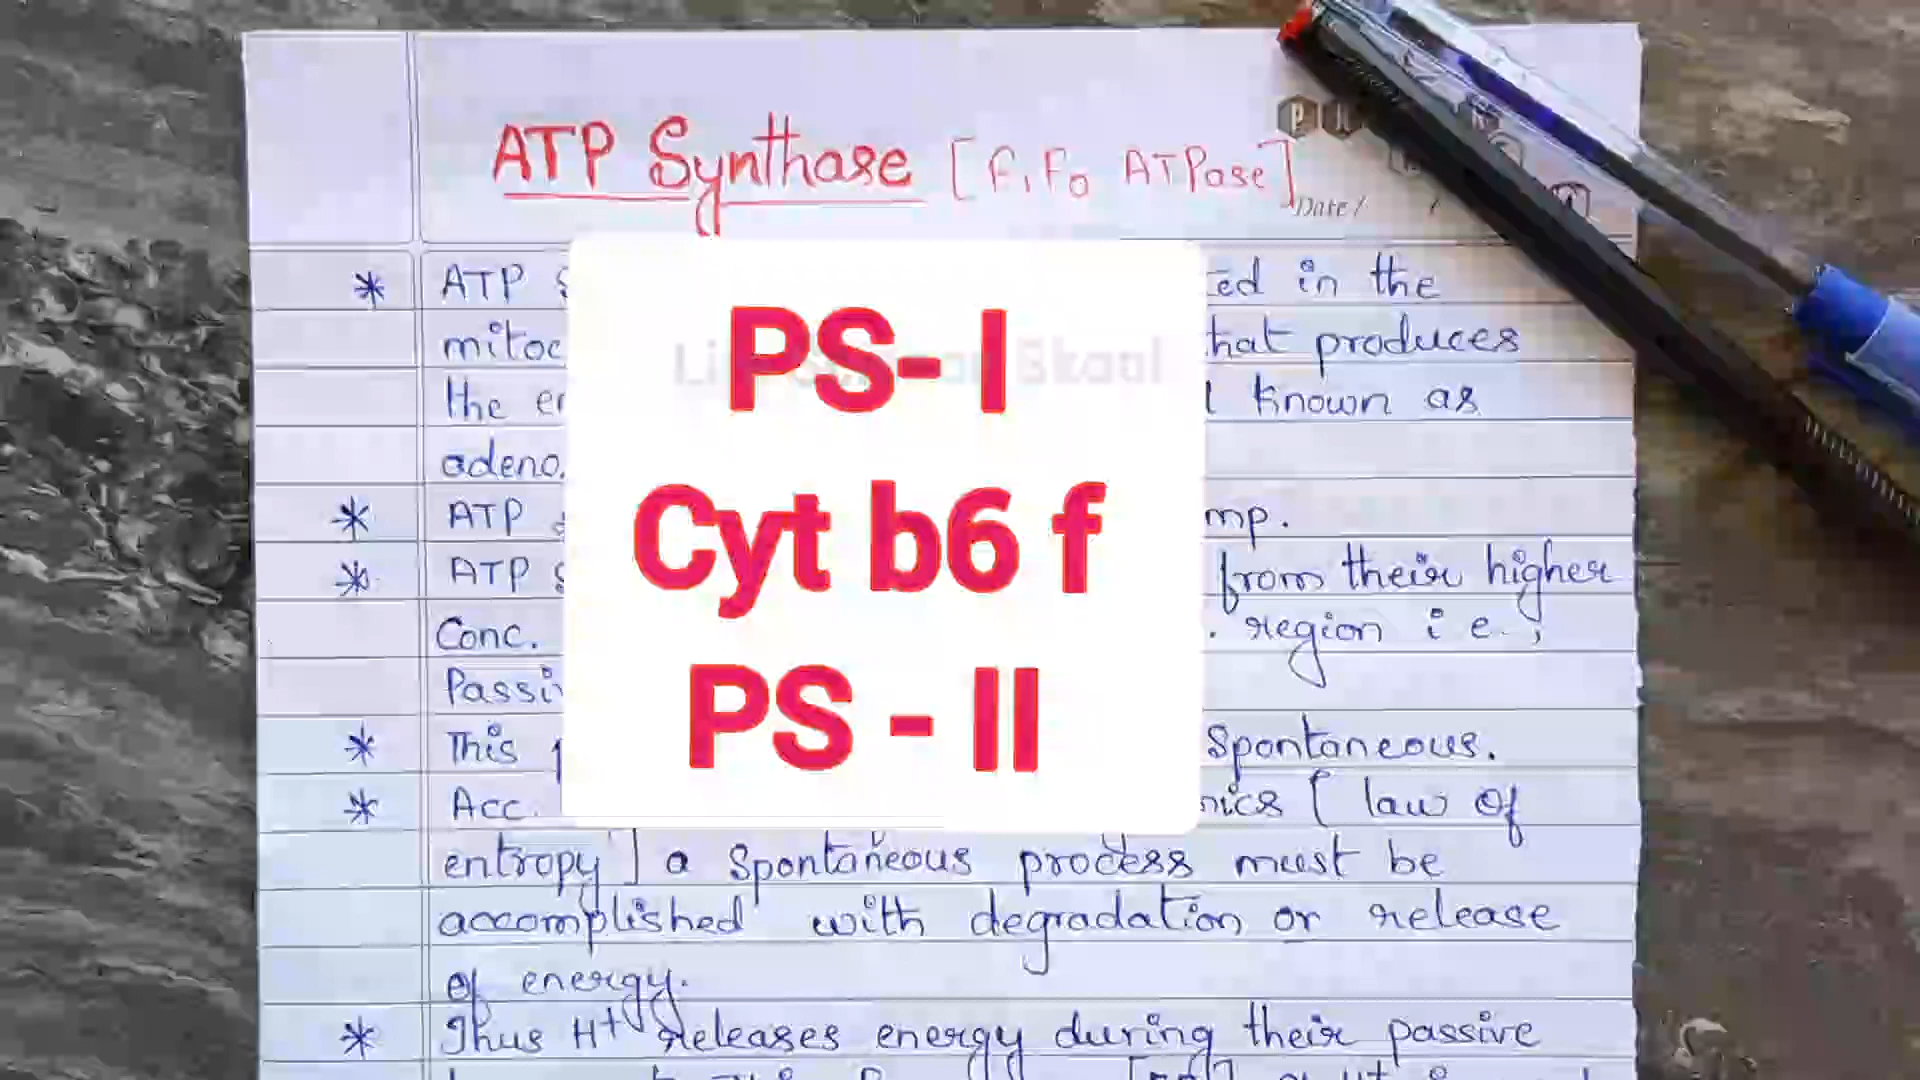 ATP Synthase [F1F0 ATPase]
Date /      /
* ATP ed in the
mitoc hat produces
the en known as
adeno
* ATP mp.
* ATP from their higher
Conc. . region i e.,
Passi
* This Spontaneous.
* Acc. nics [ law of
entropy ] a Spontaneous process must be
accomplished with degradation or release
of energy.
* Thus H+ releases energy during their passive
PS- I
Cyt b6 f
PS - II